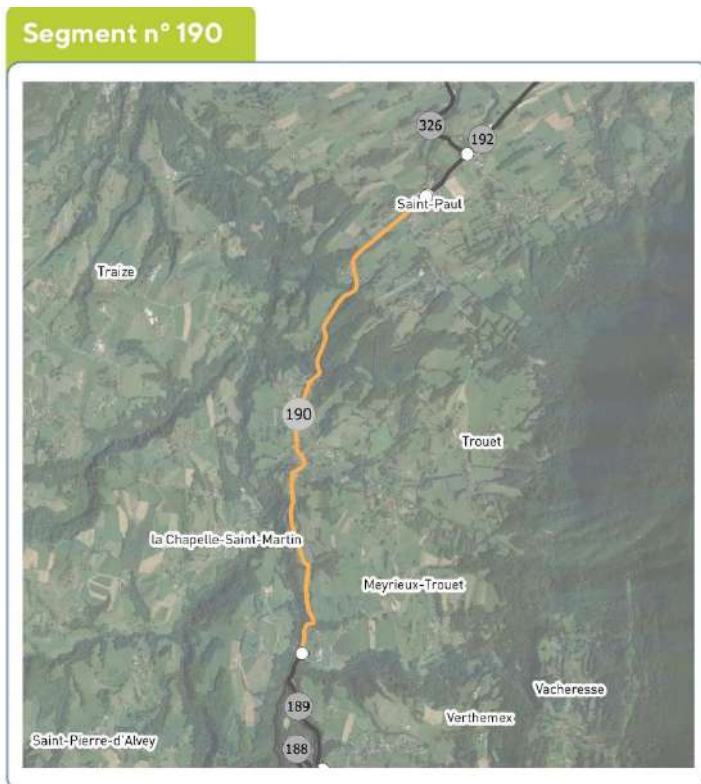 Segment n° 190
326
192
Saint-Paul
Traize
190
Trouet
la Chapelle-Saint-Martin
Meyrieux-Trouet
Vacheresse
189
Verthemex
Saint-Pierre-d'Alvey
188